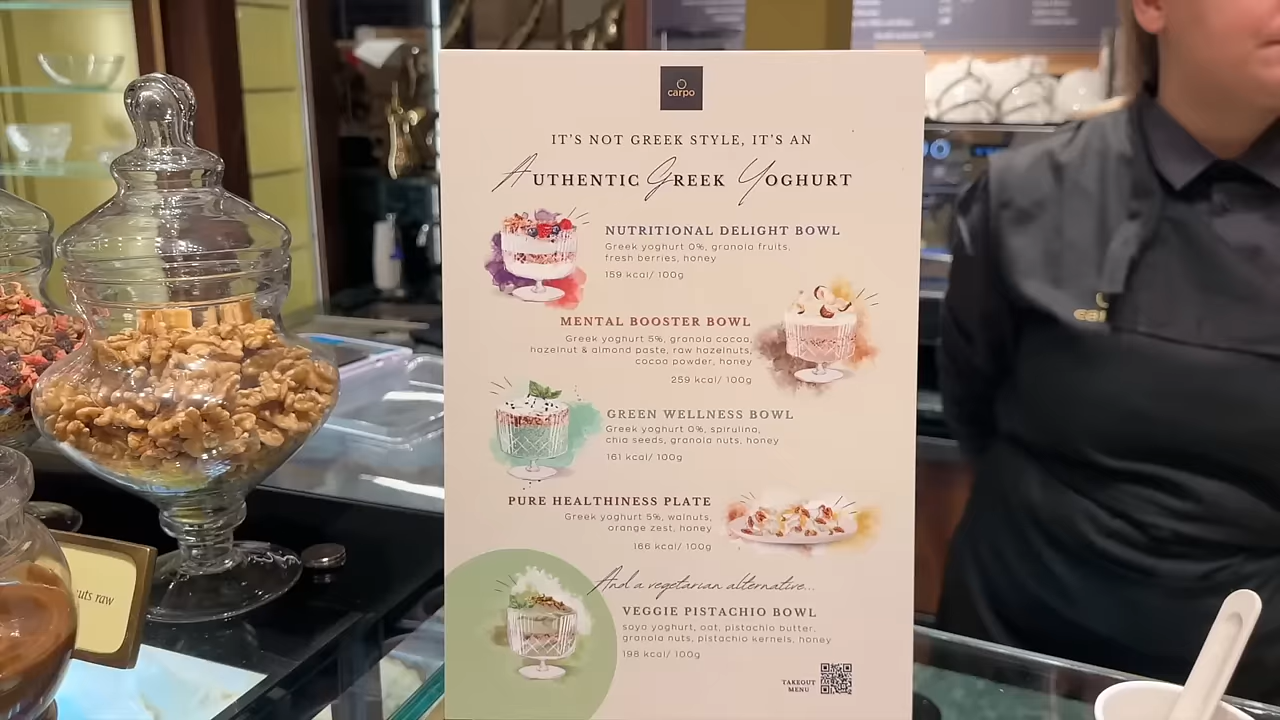 carpo
IT'S NOT GREEK STYLE, IT'S AN
AUTHENTIC GREEK YOGHURT
NUTRITIONAL DELIGHT BOWL
Greek yoghurt 0%, granola fruits,
fresh berries, honey
159 kcal/ 100g
MENTAL BOOSTER BOWL
Greek yoghurt 5%, granola cocoa,
hazelnut & almond paste, raw hazelnuts,
cocoa powder, honey
259 kcal/ 100g
GREEN WELLNESS BOWL
Greek yoghurt 0%, spirulina,
chia seeds, granola nuts, honey
161 kcal/ 100g
PURE HEALTHINESS PLATE
Greek yoghurt 5%, walnuts,
orange zest, honey
166 kcal/ 100g
And a vegetarian alternative...
VEGGIE PISTACHIO BOWL
soya yoghurt, oat, pistachio butter,
granola nuts, pistachio kernels, honey
198 kcal/ 100g
TAKEOUT
MENU
raw